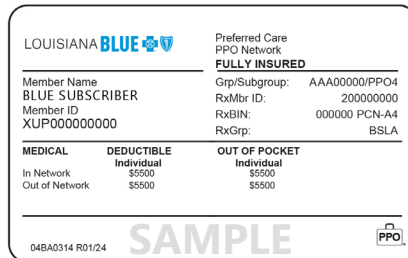 LOUISIANA BLUE
Preferred Care
PPO Network
FULLY INSURED
Member Name
BLUE SUBSCRIBER
Member ID
XUP000000000
Grp/Subgroup: AAA00000/PPO4
RxMbr ID: 200000000
RxBIN: 000000 PCN-A4
RxGrp: BSLA
MEDICAL DEDUCTIBLE OUT OF POCKET
Individual Individual
In Network $5500 $5500
Out of Network $5500 $5500
SAMPLE
04BA0314 R01/24
PPO